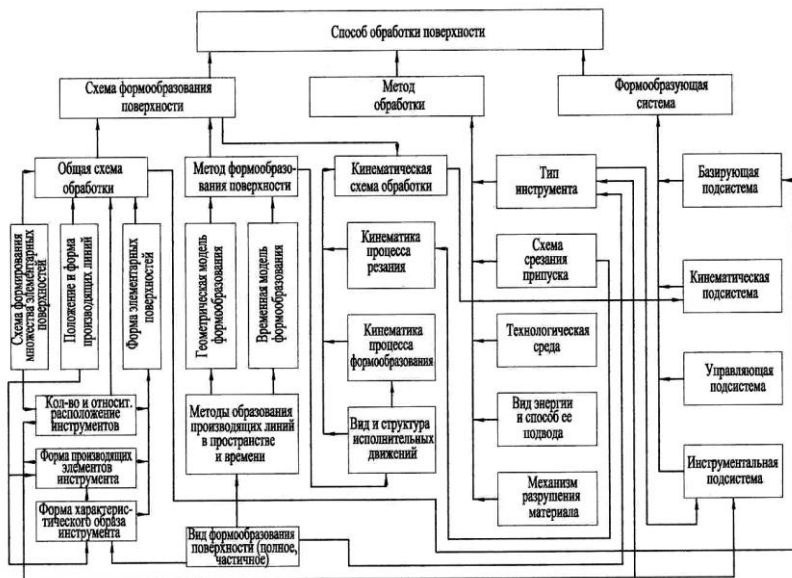 Способ обработки поверхности
Схема формообразования
поверхности
Метод
обработки
Формообразующая
система
Общая схема
обработки
Метод формообразо-
вания поверхности
Кинематическая
схема обработки
Тип
инструмента
Базирующая
подсистема
Схема формирования
множества элементарных
поверхностей
Положение и форма
производящих линий
Форма элементарных
поверхностей
Геометрическая модель
формообразования
Временная модель
формообразования
Кинематика
процесса
резания
Схема
срезания
припуска
Кинематическая
подсистема
Кинематика
процесса
формообразования
Технологическая
среда
Управляющая
подсистема
Кол-во и относит.
расположение
инструментов
Методы образования
производящих линий
в пространстве
и времени
Вид и структура
исполнительных
движений
Вид энергии
и способ ее
подвода
Форма производящих
элементов
инструмента
Инструментальная
подсистема
Механизм
разрушения
материала
Форма характерис-
тического образа
инструмента
Вид формообразования
поверхности (полное,
частичное)